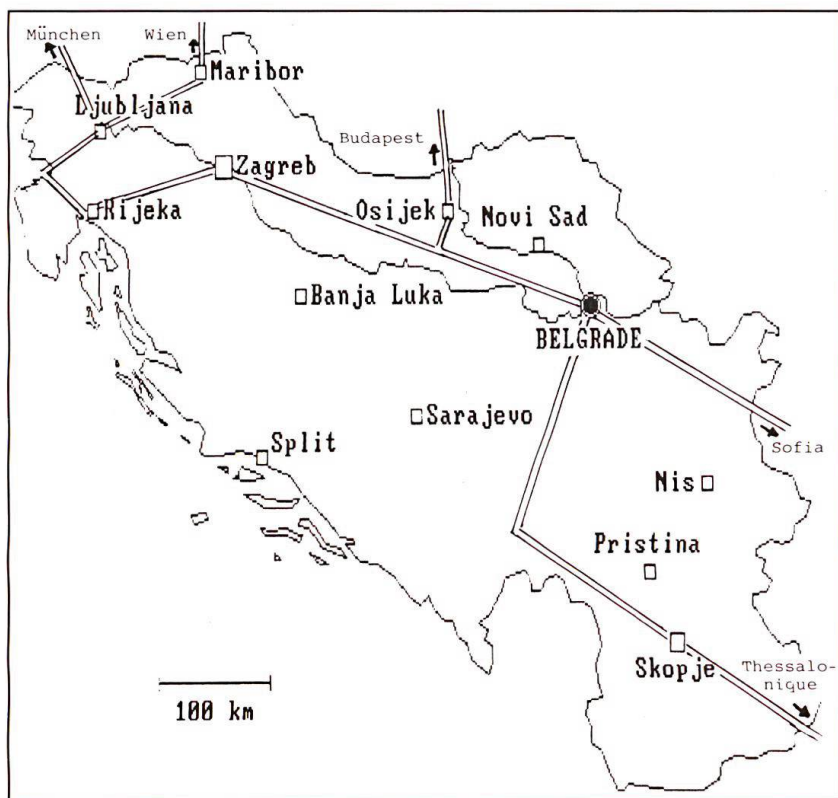 München
Wien
Maribor
Ljubljana
Budapest
Zagreb
Rijeka
Osijek
Novi Sad
Banja Luka
BELGRADE
Sarajevo
Sofia
Split
Nis
Pristina
Skopje
Thessalo-
nique
100 km